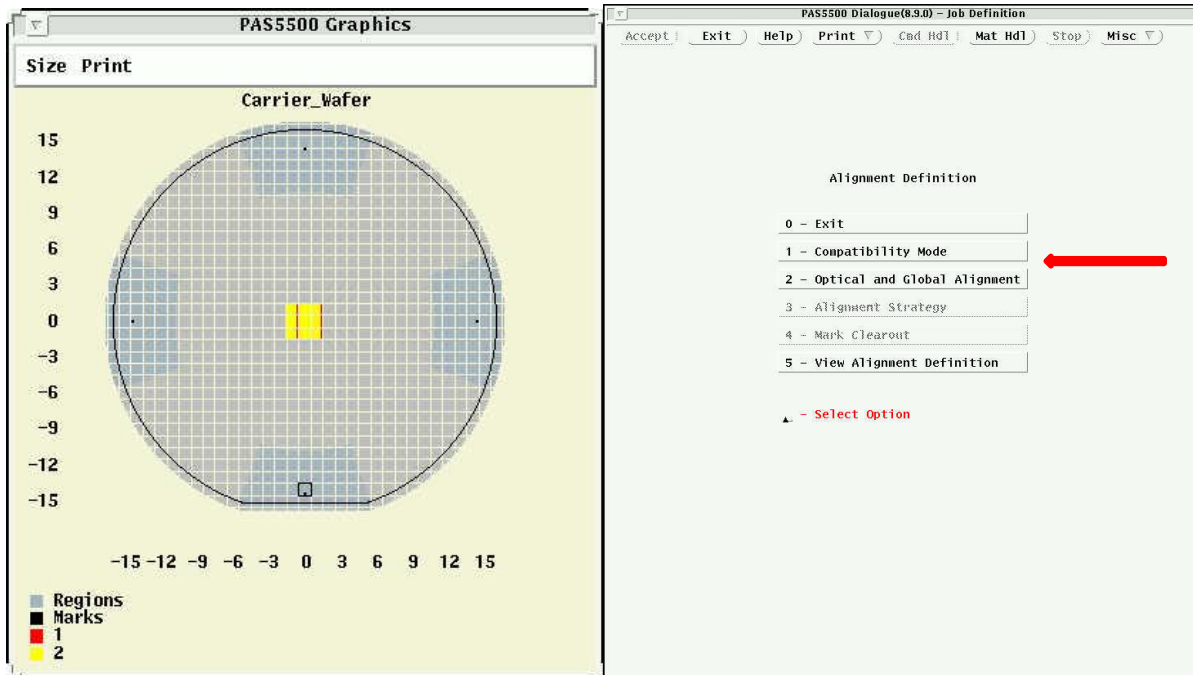 PAS5500 Graphics
Size Print
Carrier_Wafer
15
12
9
6
3
0
-3
-6
-9
-12
-15
-15 -12 -9 -6 -3 0 3 6 9 12 15
Regions
Marks
1
2
PAS5500 Dialogue(8.9.0) - Job Definition
Accept Exit Help Print Cmd Hdl Mat Hdl Stop Misc
Alignment Definition
0 - Exit
1 - Compatibility Mode
2 - Optical and Global Alignment
3 - Alignment Strategy
4 - Mark Clearout
5 - View Alignment Definition
- Select Option